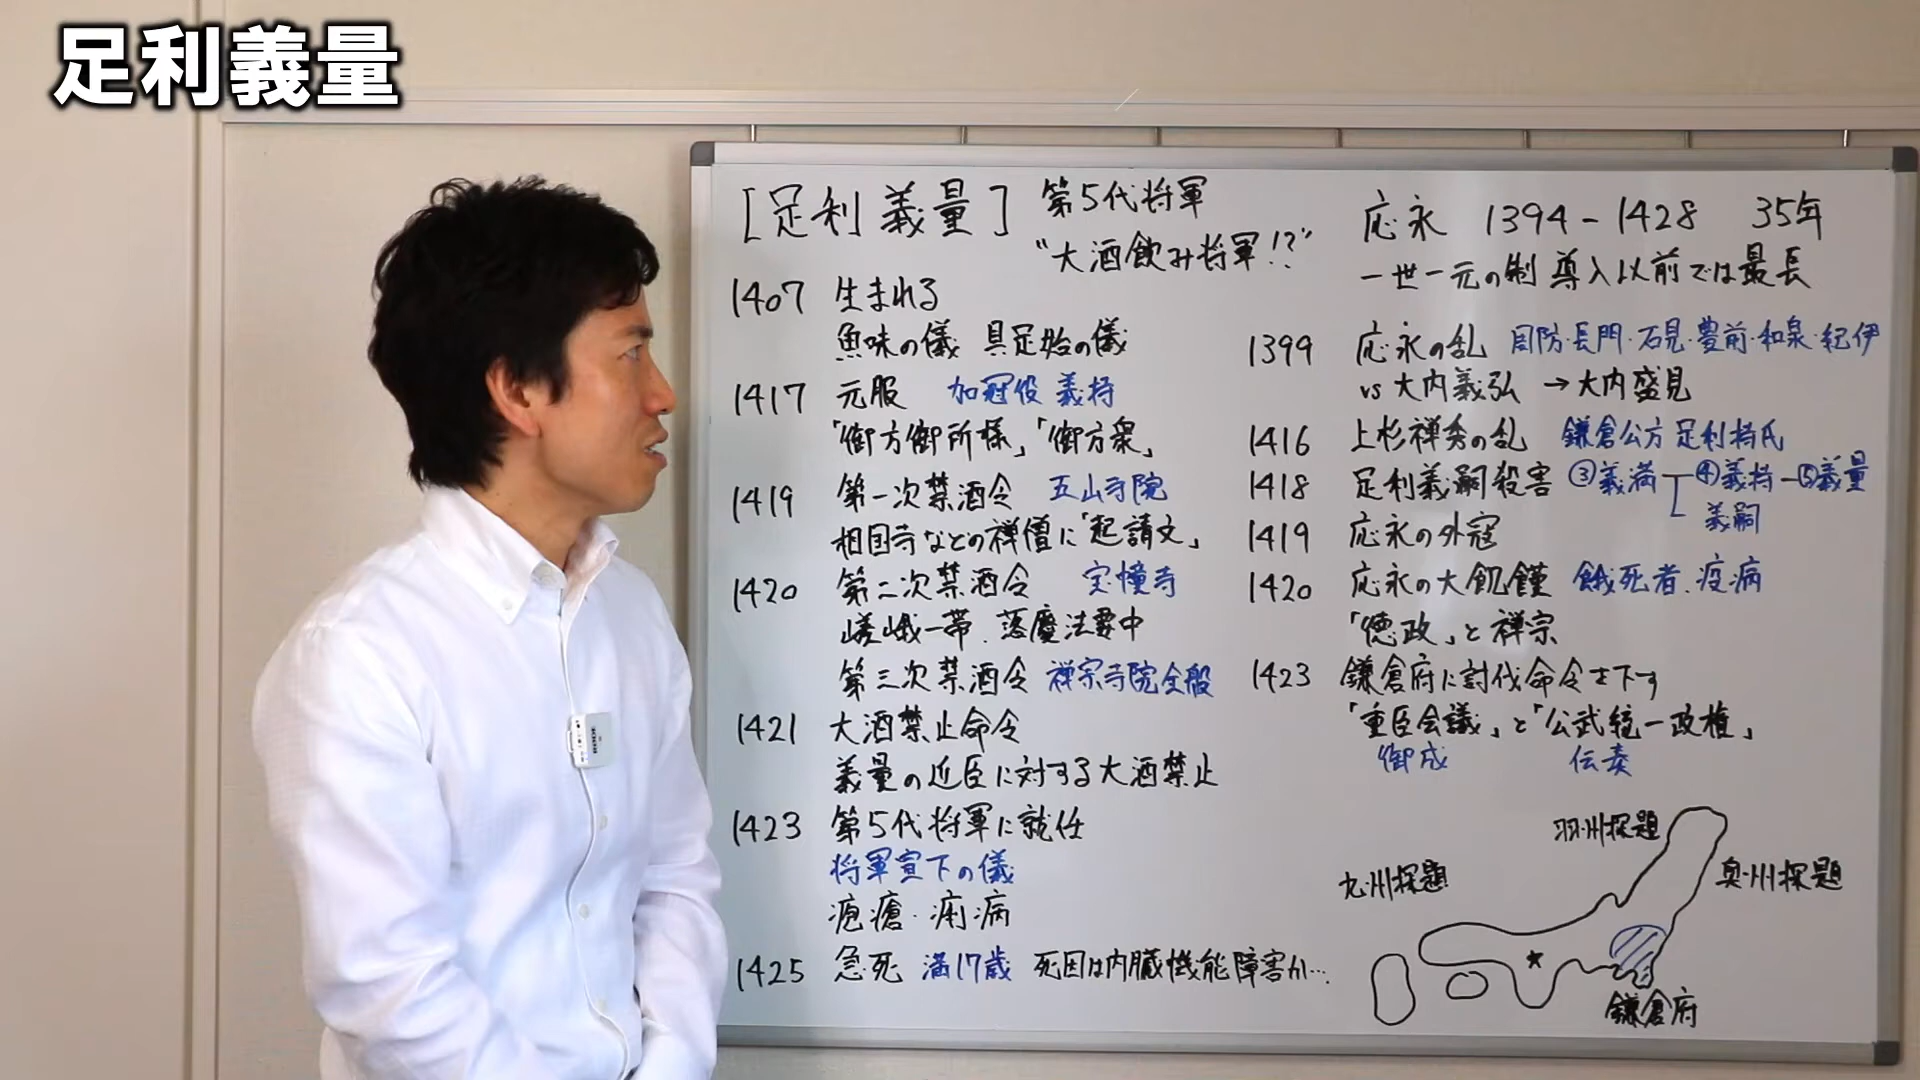 足利義量
[足利義量] 第5代将軍
“大酒飲み将軍!?”
1407 生まれる
魚味の儀 具足始の儀
1417 元服 加冠役 義持
「御方御所様」「御方衆」
1419 第一次禁酒令 五山寺院
相国寺などの禅僧に「起請文」
1420 第二次禁酒令 宝幢寺
嵯峨一帯.落慶法要中
第三次禁酒令 禅宗寺院全般
1421 大酒禁止命令
義量の近臣に対する大酒禁止
1423 第5代将軍に就任
将軍宣下の儀
疱瘡・痢病
1425 急死 満17歳 死因は内臓機能障害か…
応永 1394-1428 35年
一世一元の制 導入以前では最長
1399 応永の乱 周防・長門・石見・豊前・和泉・紀伊
vs 大内義弘 → 大内盛見
1416 上杉禅秀の乱 鎌倉公方 足利持氏
1418 足利義嗣殺害 ③義満 ④義持 ⑤義量
義嗣
1419 応永の外寇
1420 応永の大飢饉 餓死者.疫病
「徳政」と禅宗
1423 鎌倉府に討伐命令を下す
「重臣会議」と「公武統一政権」
御成 伝奏
羽州探題
九州探題
奥州探題
鎌倉府